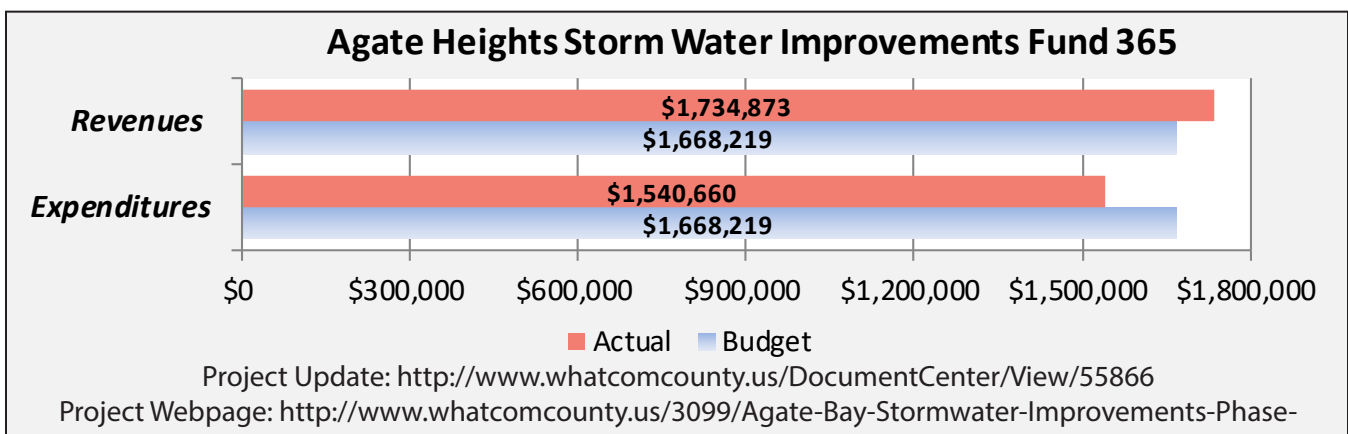 Agate Heights Storm Water Improvements Fund 365
Revenues
$1,734,873
$1,668,219
Expenditures
$1,540,660
$1,668,219
$0 $300,000 $600,000 $900,000 $1,200,000 $1,500,000 $1,800,000
Actual Budget
Project Update: http://www.whatcomcounty.us/DocumentCenter/View/55866
Project Webpage: http://www.whatcomcounty.us/3099/Agate-Bay-Stormwater-Improvements-Phase-